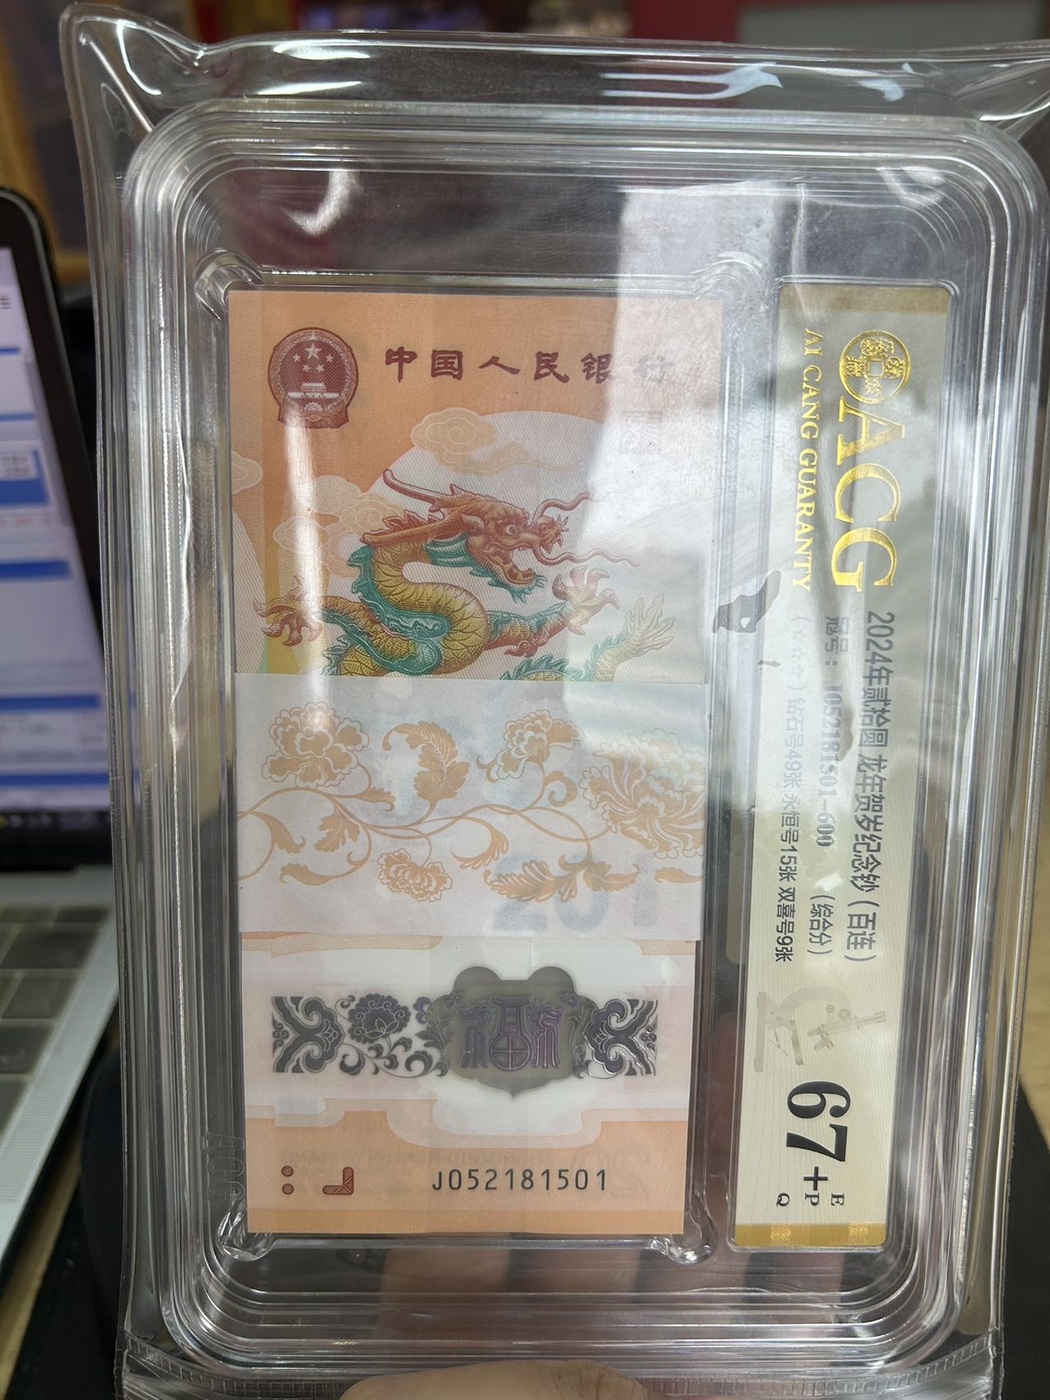 中国人民银行
福
J052181501
ACG
AI CANG GUARANTY
2024年贰拾圆 龙年贺岁纪念钞（百连）
冠号：J052181501-600 （综合分）
钻石号49张 永恒号15张 双喜号9张
67+
E
P
Q